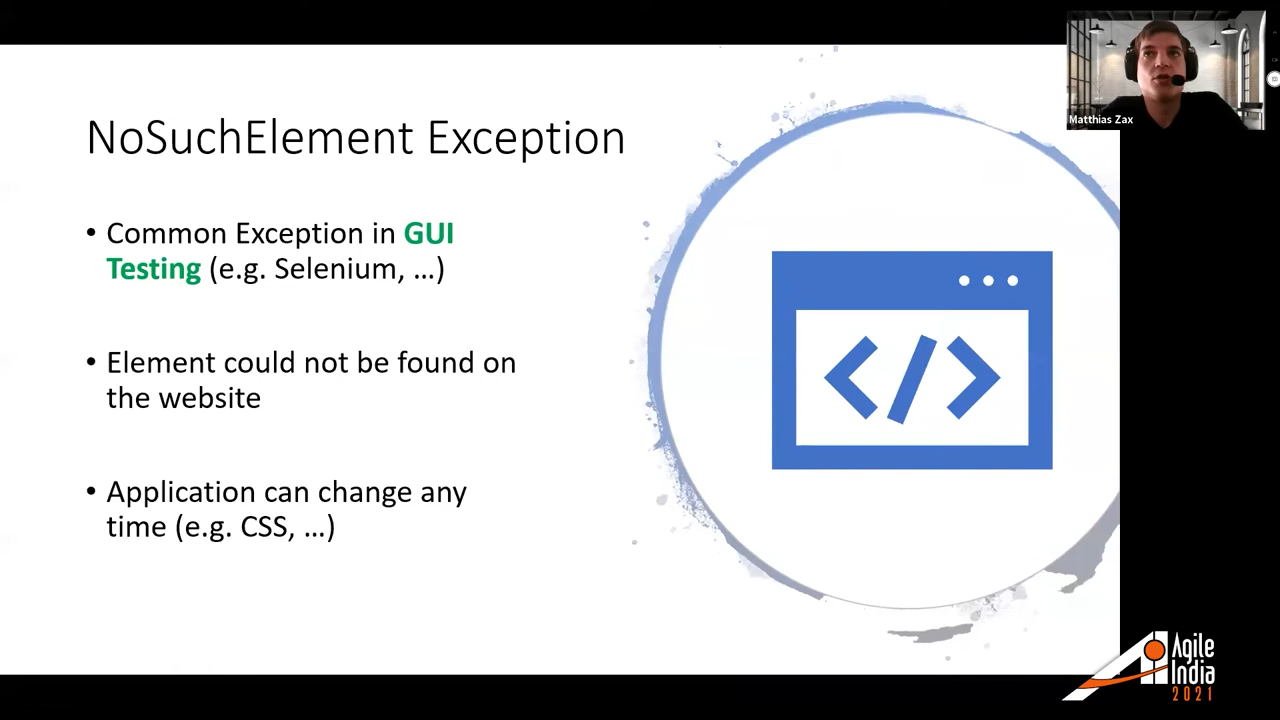 NoSuchElement Exception
• Common Exception in GUI
Testing (e.g. Selenium, …)
• Element could not be found on
the website
• Application can change any
time (e.g. CSS, …)
</>
Matthias Zax
Agile
India
2021